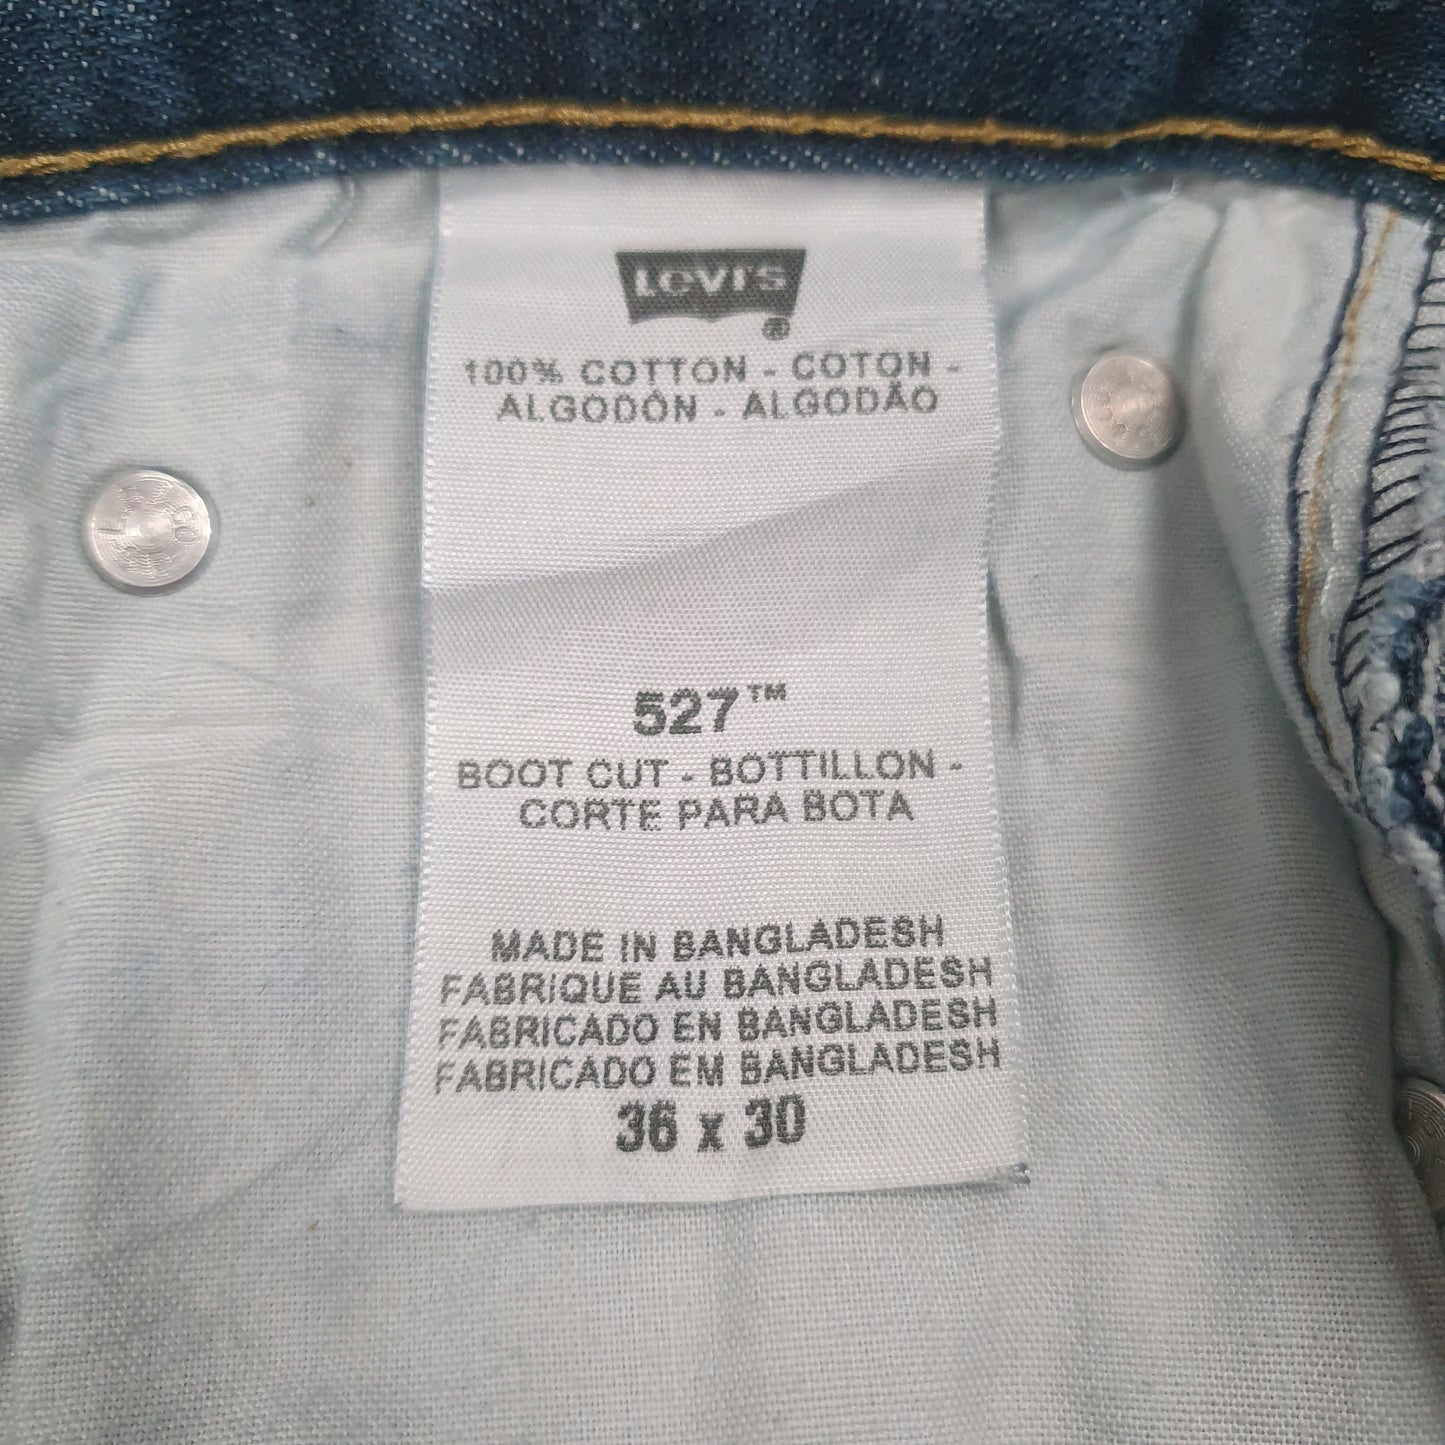 Levi's
®
100% COTTON - COTON -
ALGODÓN - ALGODÃO
527™
BOOT CUT - BOTTILLON -
CORTE PARA BOTA
MADE IN BANGLADESH
FABRIQUE AU BANGLADESH
FABRICADO EN BANGLADESH
FABRICADO EM BANGLADESH
36 x 30